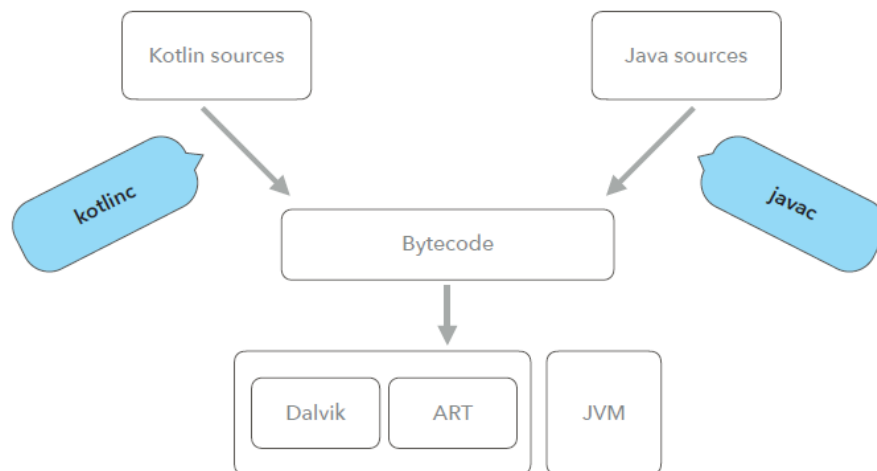 Kotlin sources
Java sources
kotlinc
javac
Bytecode
Dalvik
ART
JVM